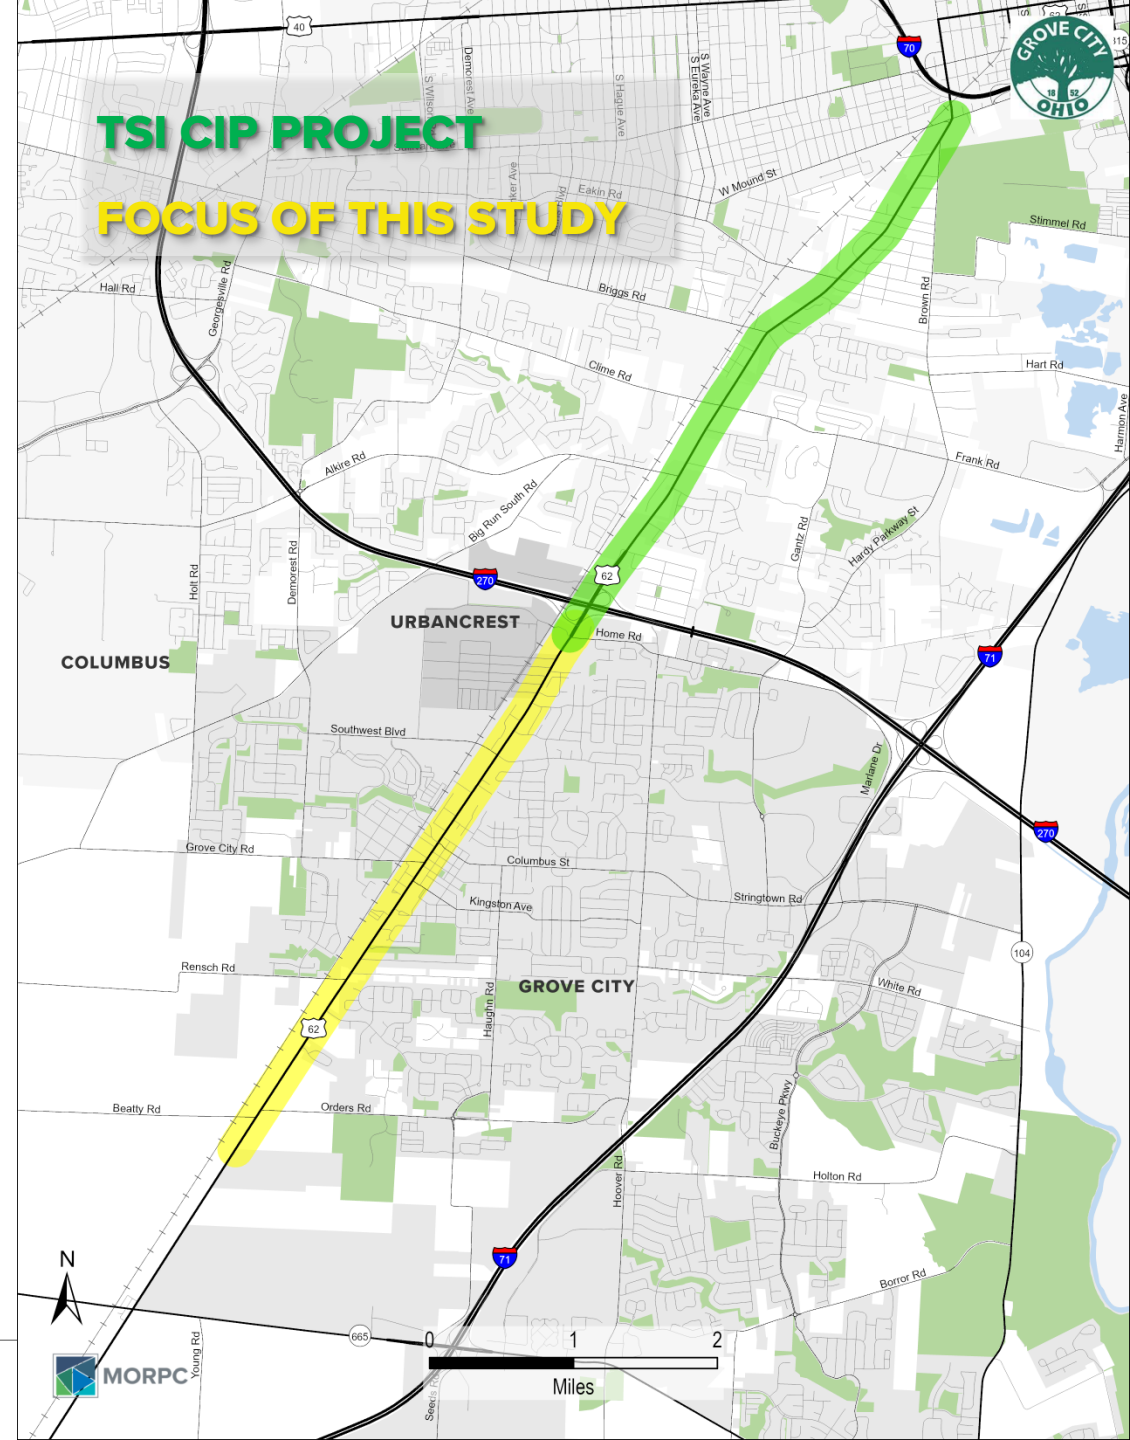 40
70
62
315
GROVE CITY
18 52
OHIO
Demorest Ave
S Hague Ave
S Wayne Ave
S Eureka Ave
TSI CIP PROJECT
W Mound St
Eakin Rd
FOCUS OF THIS STUDY
Stimmel Rd
Georgesville Rd
Hall Rd
Briggs Rd
Brown Rd
Clime Rd
Hart Rd
Harmon Ave
Alkire Rd
Frank Rd
Big Run South Rd
Gantz Rd
Hardy Parkway St
Holt Rd
Demorest Rd
270
62
URBANCREST
Home Rd
COLUMBUS
71
Southwest Blvd
Marlane Dr
270
Grove City Rd
Columbus St
Kingston Ave
Stringtown Rd
104
Rensch Rd
GROVE CITY
White Rd
Haughn Rd
62
Beatty Rd
Orders Rd
Buckeye Pkwy
Hoover Rd
Holton Rd
N
71
Borror Rd
665
Young Rd
0 1 2
Miles
MORPC